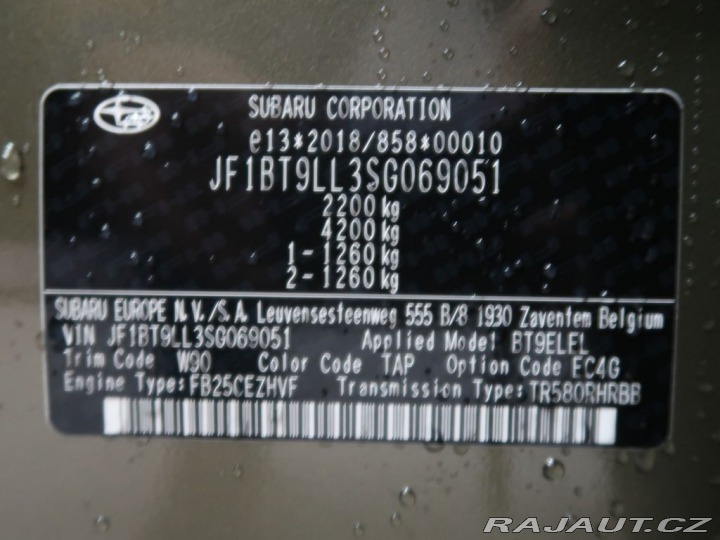 SUBARU CORPORATION
e13*2018/858*00010
JF1BT9LL3SG069051
2200 kg
4200 kg
1 - 1260 kg
2 - 1260 kg
SUBARU EUROPE N.V./S.A. Leuvensesteenweg 555 B/8 1930 Zaventem Belgium
VIN JF1BT9LL3SG069051 Applied Model BT9ELFL
Trim Code W90 Color Code TAP Option Code FC4G
Engine Type:FB25CEZHVF Transmission Type:TR580RHRBB
RAJAUT.CZ